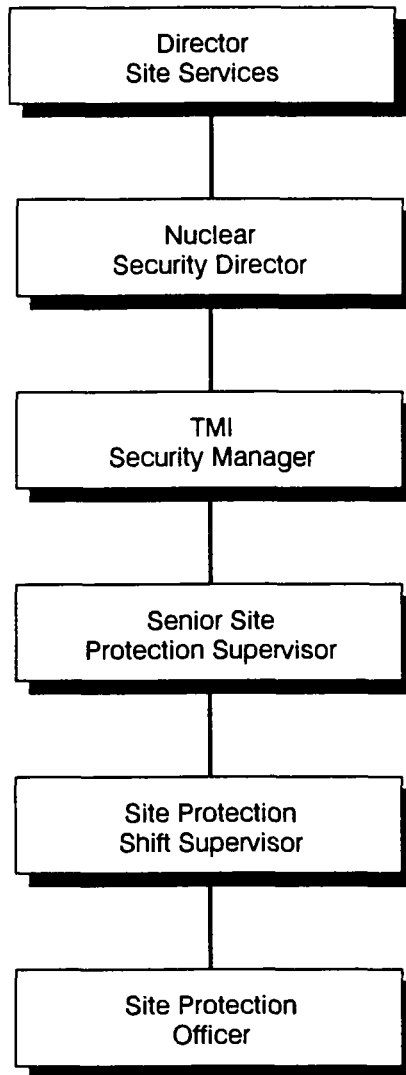 Director
Site Services
Nuclear
Security Director
TMI
Security Manager
Senior Site
Protection Supervisor
Site Protection
Shift Supervisor
Site Protection
Officer